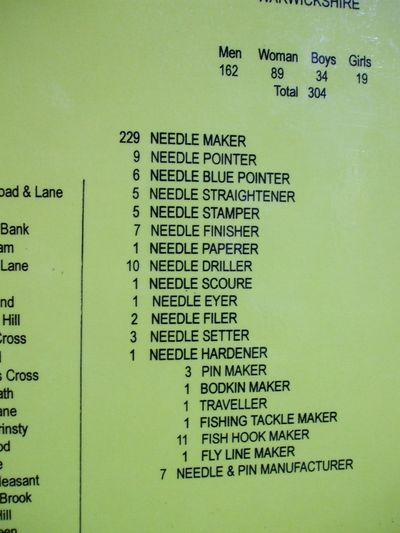 WARWICKSHIRE
Men Woman Boys Girls
162 89 34 19
Total 304
229 NEEDLE MAKER
9 NEEDLE POINTER
6 NEEDLE BLUE POINTER
5 NEEDLE STRAIGHTENER
5 NEEDLE STAMPER
7 NEEDLE FINISHER
1 NEEDLE PAPERER
10 NEEDLE DRILLER
1 NEEDLE SCOURE
1 NEEDLE EYER
2 NEEDLE FILER
3 NEEDLE SETTER
1 NEEDLE HARDENER
3 PIN MAKER
1 BODKIN MAKER
1 TRAVELLER
1 FISHING TACKLE MAKER
11 FISH HOOK MAKER
1 FLY LINE MAKER
7 NEEDLE & PIN MANUFACTURER
oad & Lane
Bank
am
Lane
nd
Hill
Cross
s Cross
ath
ane
rinsty
od
e
leasant
Brook
Hill